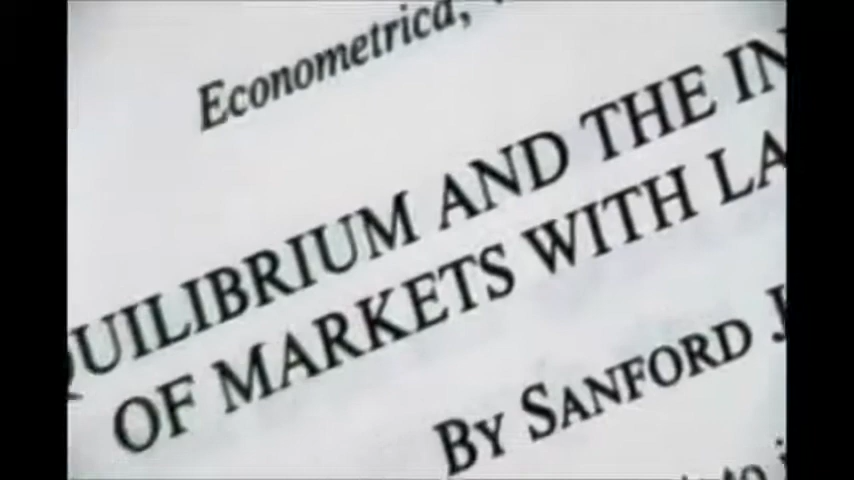 Econometrica,
QUILIBRIUM AND THE IN
OF MARKETS WITH LA
BY SANFORD J